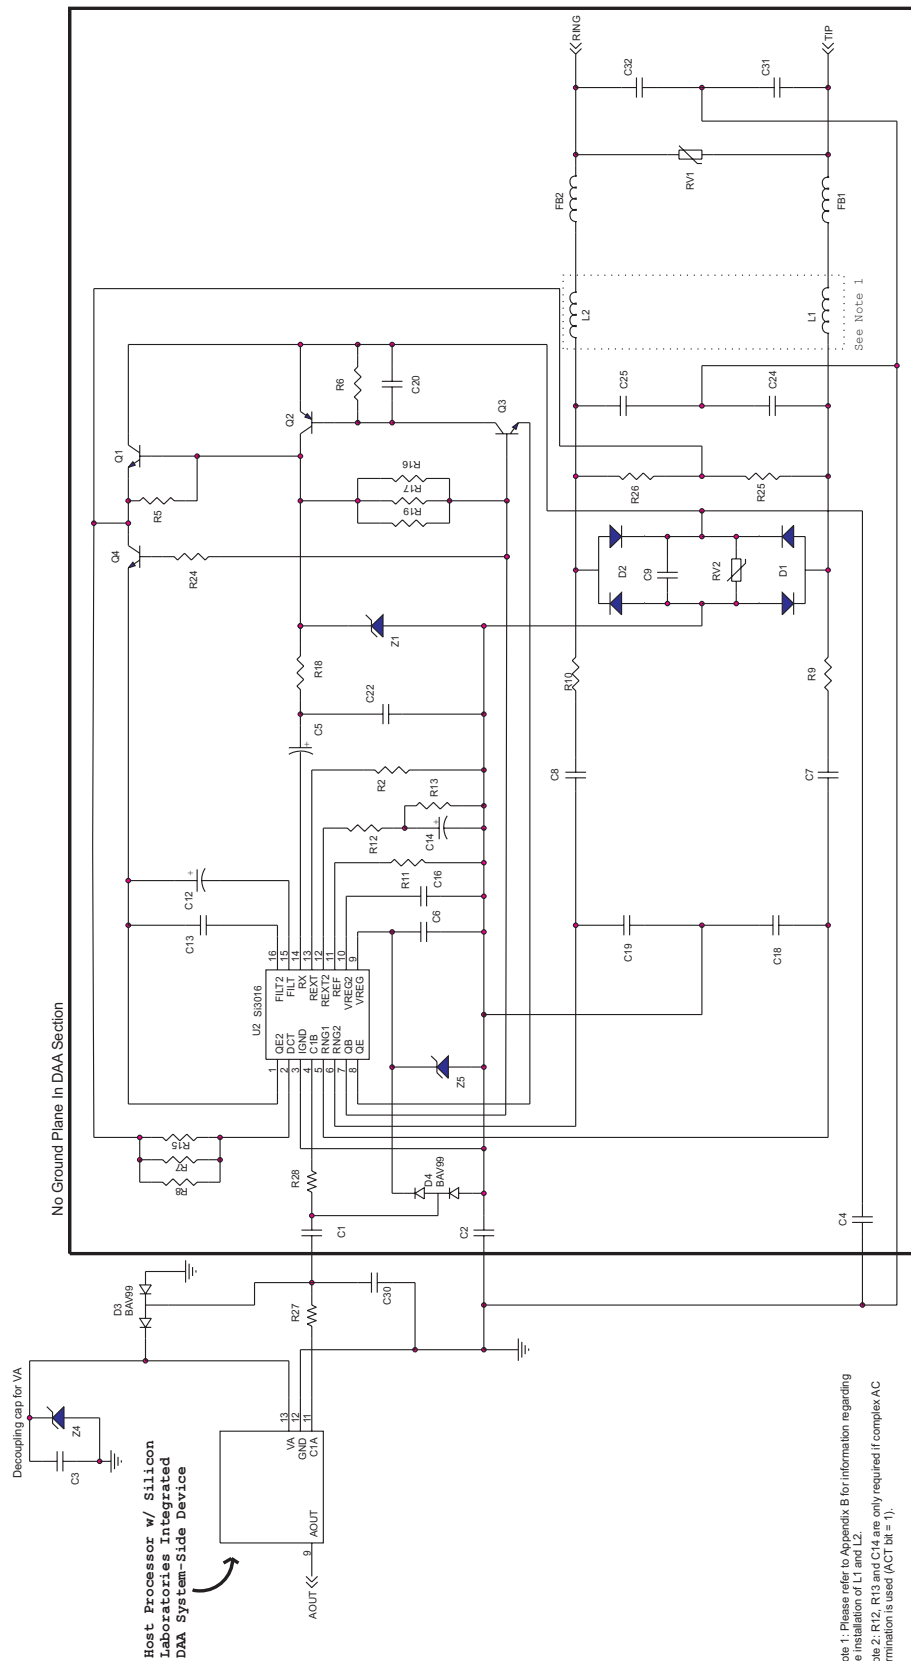 No Ground Plane In DAA Section
RING
TIP
C32
C31
RV1
FB2
FB1
L2
L1
See Note 1
C25
C24
R26
R25
D2
C9
RV2
D1
R10
R9
C8
C7
C19
C18
Q1
Q2
Q3
Q4
R5
R6
C20
R24
R16
R17
R19
Z1
R18
C22
C5
+
R2
R13
R12
C14
+
R11
C16
C6
C12
+
C13
U2 Si3016
1 QE2 FILT2 16
2 DCT FILT 15
3 IGND RX 14
4 C1B REXT 13
5 RNG1 REXT2 12
6 RNG2 REF 11
7 QB VREG2 10
8 QE VREG 9
Z5
R15
R7
R8
R28
D4
BAV99
C1
C2
C4
D3
BAV99
C30
R27
Decoupling cap for VA
Z4
C3
VA 13
GND 12
C1A 11
AOUT
9
AOUT
Host Processor w/ Silicon
Laboratories Integrated
DAA System-Side Device
ote 1: Please refer to Appendix B for information regarding
e installation of L1 and L2.
ote 2: R12, R13 and C14 are only required if complex AC
rmination is used (ACT bit = 1).